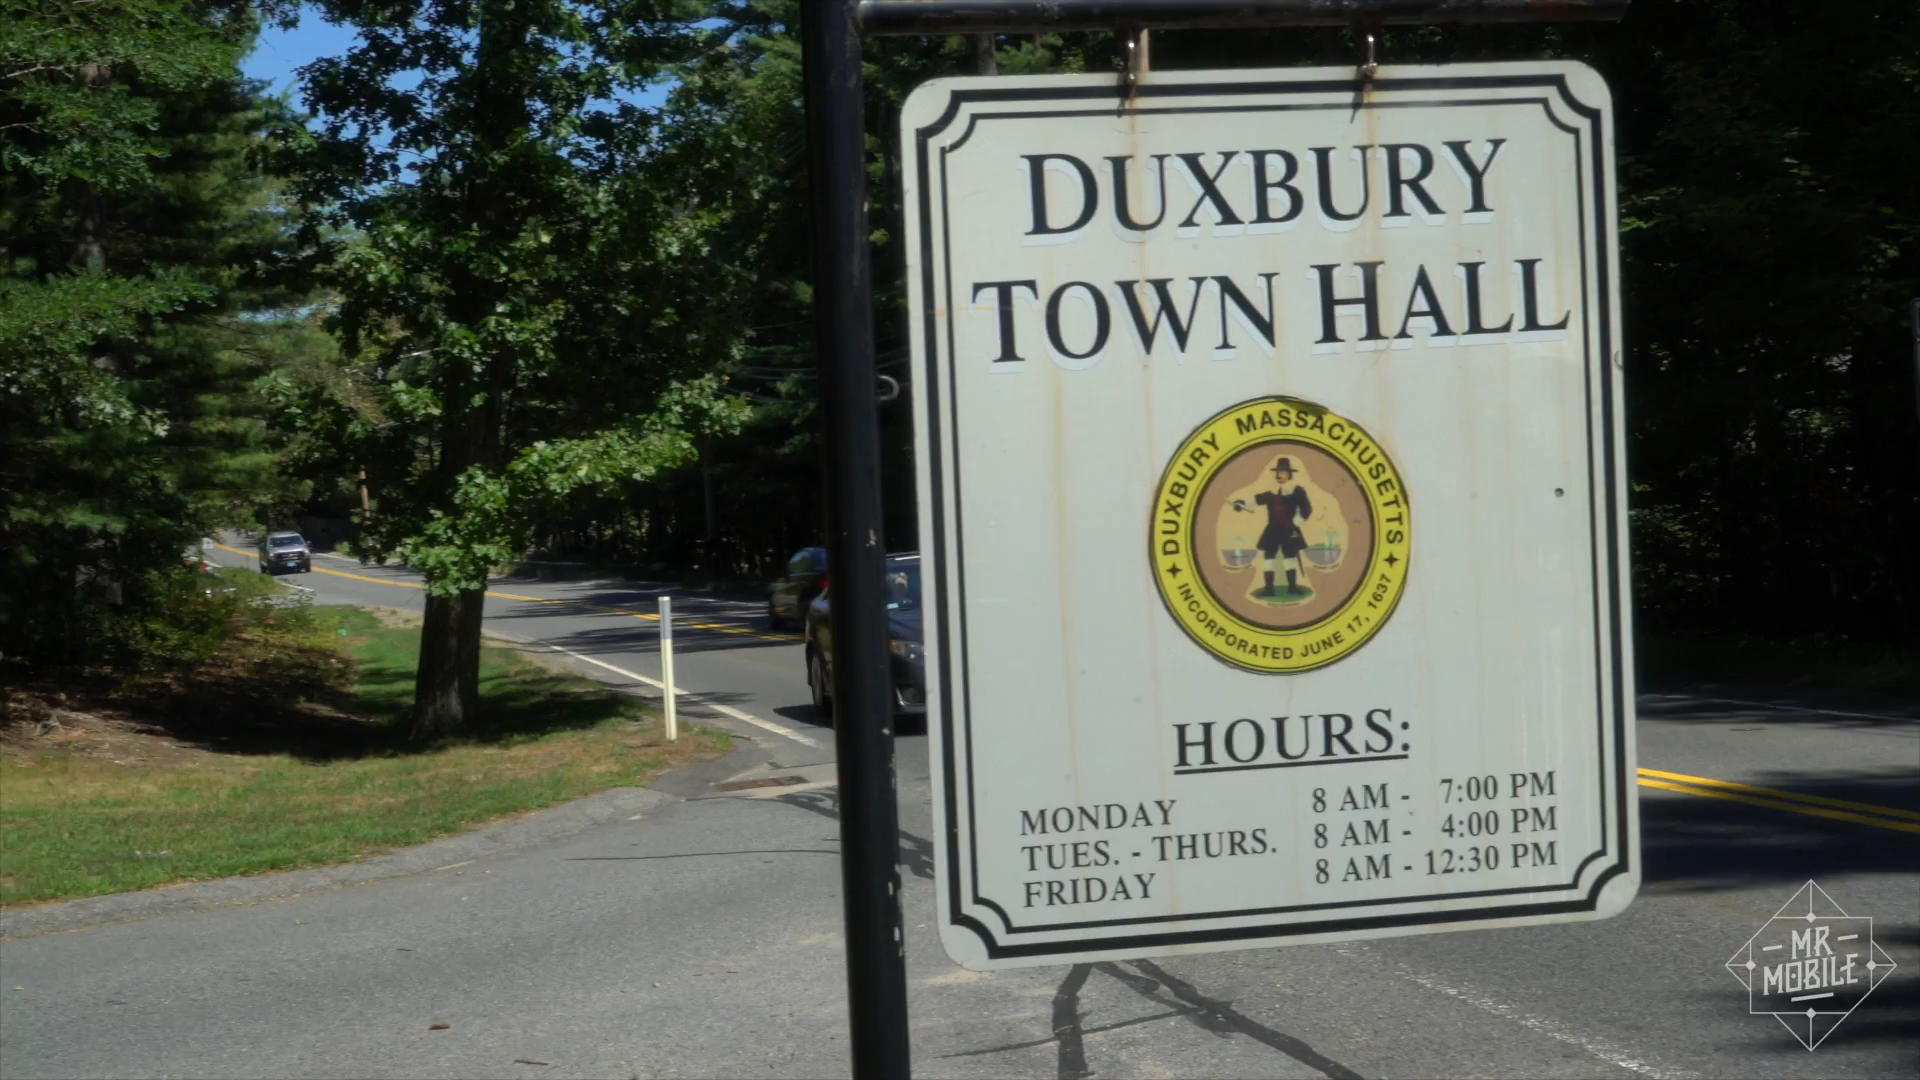 DUXBURY
TOWN HALL
DUXBURY MASSACHUSETTS
INCORPORATED JUNE 17, 1637
HOURS:
MONDAY 8 AM - 7:00 PM
TUES. - THURS. 8 AM - 4:00 PM
FRIDAY 8 AM - 12:30 PM
MR
MOBILE